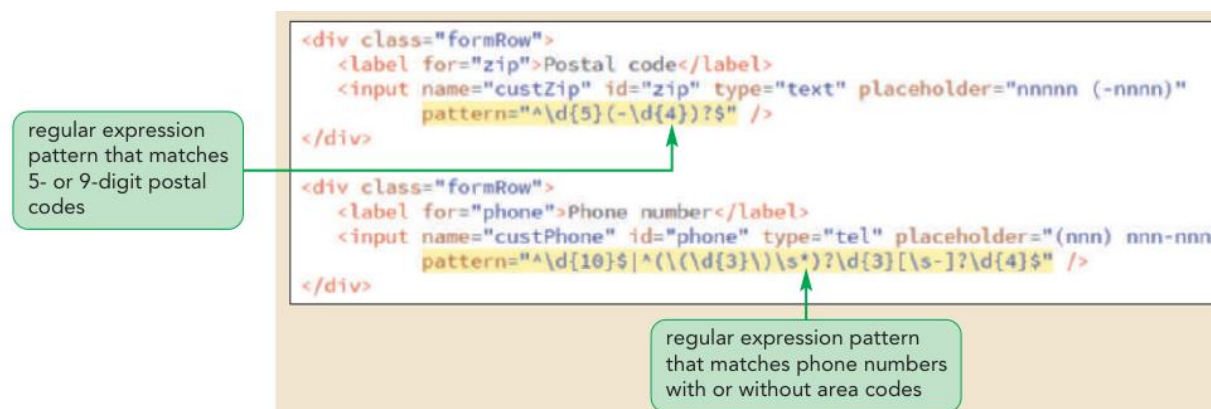 <div class="formRow">
<label for="zip">Postal code</label>
<input name="custZip" id="zip" type="text" placeholder="nnnnn (-nnnn)"
pattern="^\d{5}(-\d{4})?$" />
</div>
regular expression
pattern that matches
5- or 9-digit postal
codes
<div class="formRow">
<label for="phone">Phone number</label>
<input name="custPhone" id="phone" type="tel" placeholder="(nnn) nnn-nnn
pattern="^\d{10}$|^(\(\d{3}\)\s*)?\d{3}[\s-]?\d{4}$" />
</div>
regular expression pattern
that matches phone numbers
with or without area codes